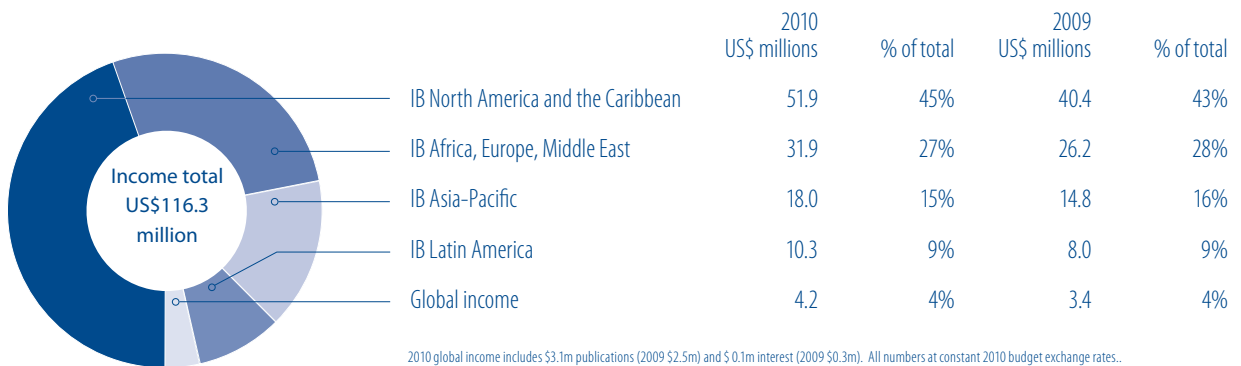 2010 2009
US$ millions % of total US$ millions % of total
Income total
US$116.3
million
IB North America and the Caribbean 51.9 45% 40.4 43%
IB Africa, Europe, Middle East 31.9 27% 26.2 28%
IB Asia-Pacific 18.0 15% 14.8 16%
IB Latin America 10.3 9% 8.0 9%
Global income 4.2 4% 3.4 4%
2010 global income includes $3.1m publications (2009 $2.5m) and $ 0.1m interest (2009 $0.3m). All numbers at constant 2010 budget exchange rates..